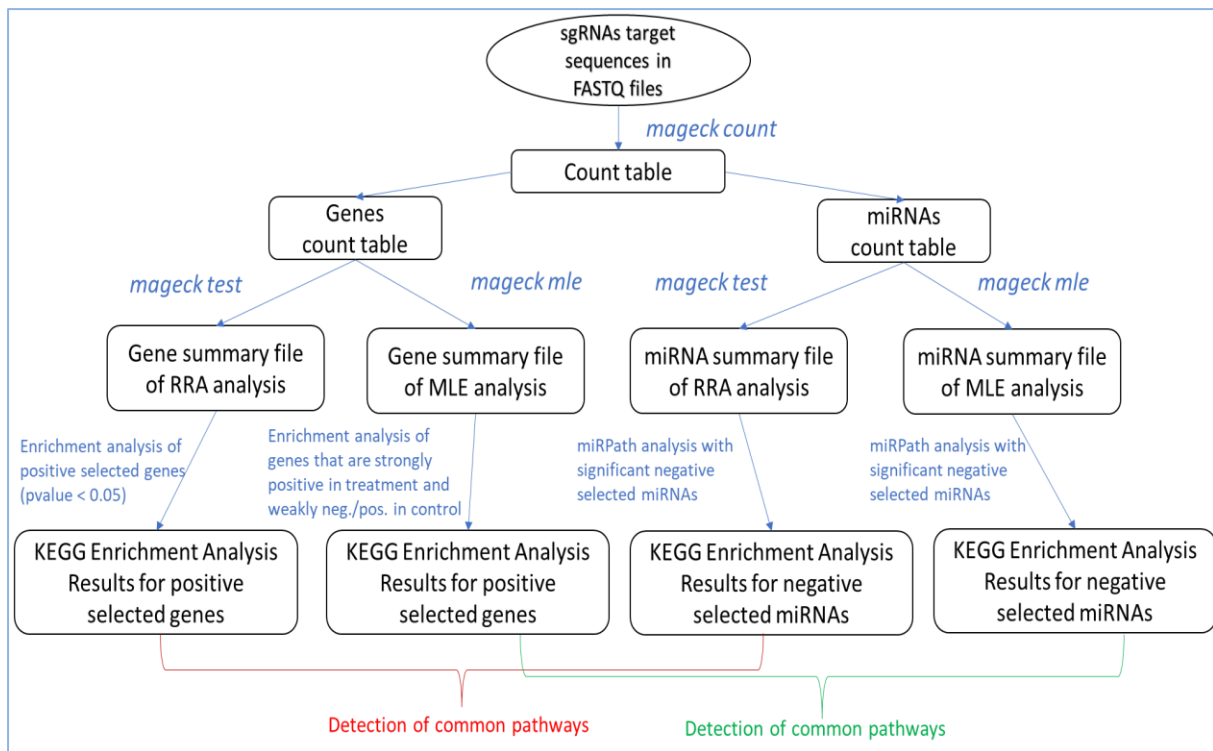 sgRNAs target
sequences in
FASTQ files
mageck count
Count table
Genes
count table
miRNAs
count table
mageck test
mageck mle
mageck test
mageck mle
Gene summary file
of RRA analysis
Gene summary file
of MLE analysis
miRNA summary file
of RRA analysis
miRNA summary file
of MLE analysis
Enrichment analysis of
positive selected genes
(pvalue < 0.05)
Enrichment analysis of
genes that are strongly
positive in treatment and
weakly neg./pos. in control
miRPath analysis with
significant negative
selected miRNAs
miRPath analysis with
significant negative
selected miRNAs
KEGG Enrichment Analysis
Results for positive
selected genes
KEGG Enrichment Analysis
Results for positive
selected genes
KEGG Enrichment Analysis
Results for negative
selected miRNAs
KEGG Enrichment Analysis
Results for negative
selected miRNAs
Detection of common pathways
Detection of common pathways